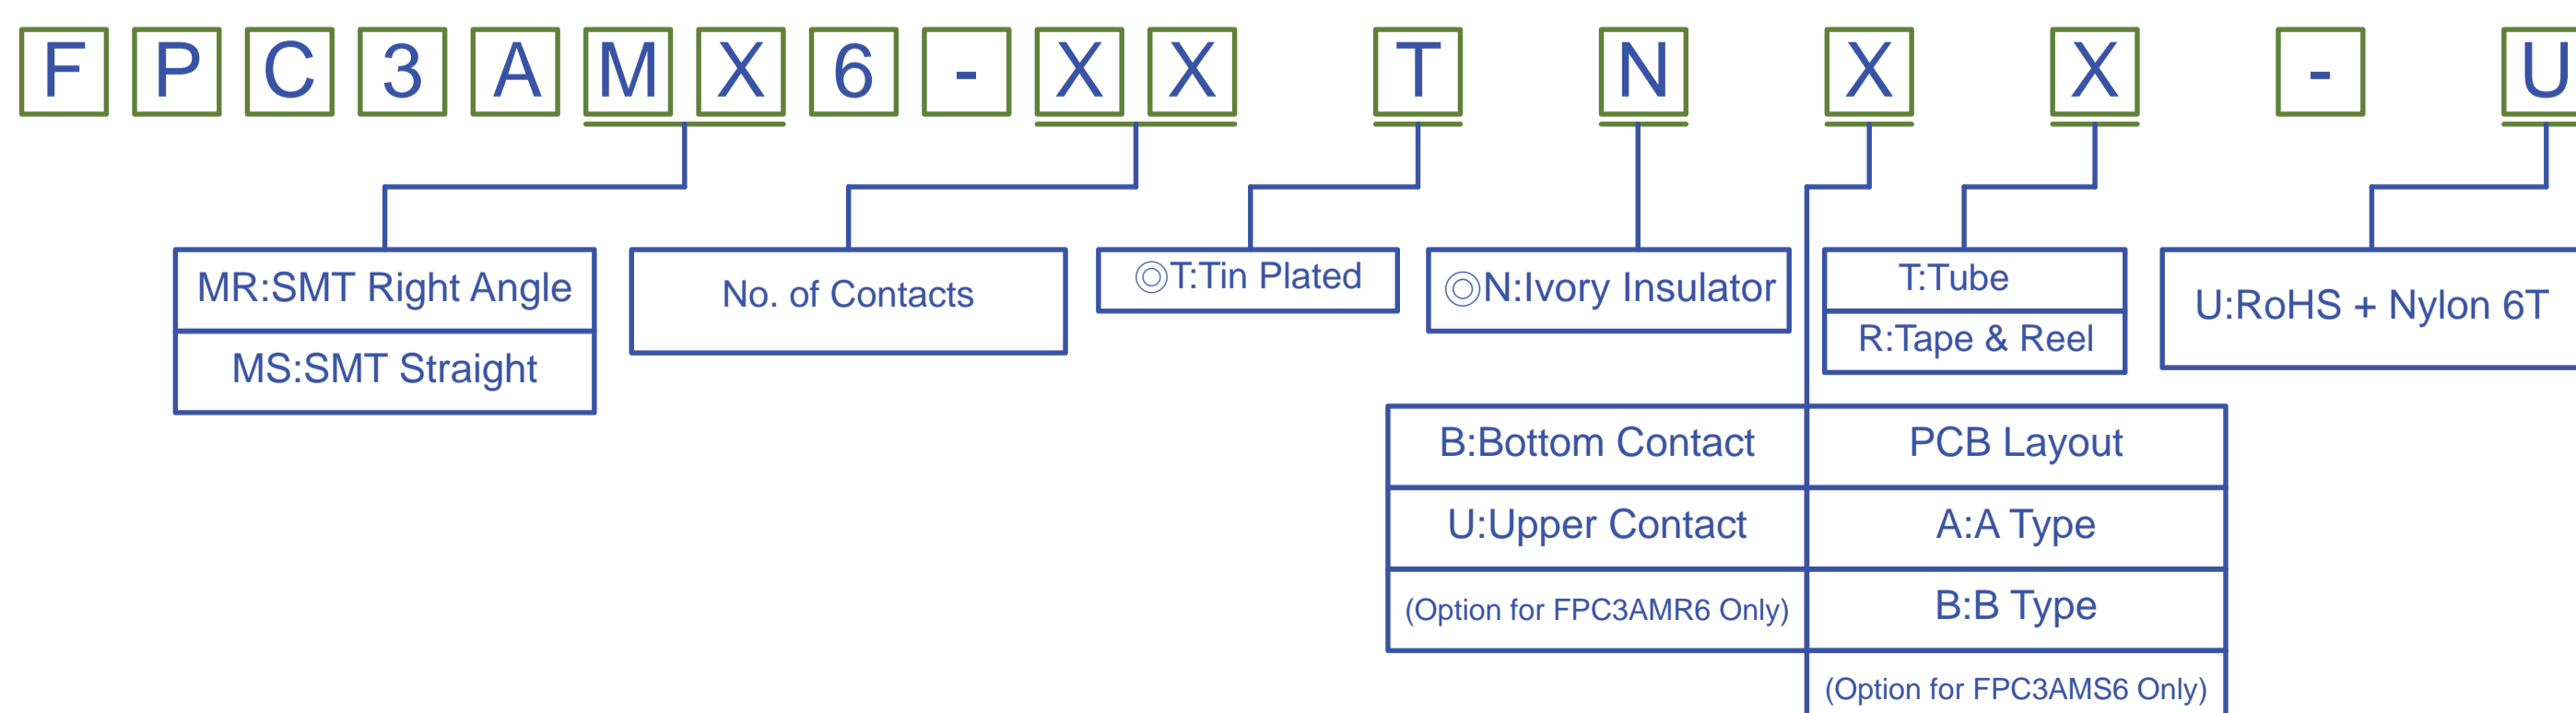 F P C 3 A M X 6 - X X T N X X - U
MR:SMT Right Angle
MS:SMT Straight
No. of Contacts
◎T:Tin Plated
◎N:Ivory Insulator
T:Tube
R:Tape & Reel
U:RoHS + Nylon 6T
B:Bottom Contact
U:Upper Contact
(Option for FPC3AMR6 Only)
PCB Layout
A:A Type
B:B Type
(Option for FPC3AMS6 Only)